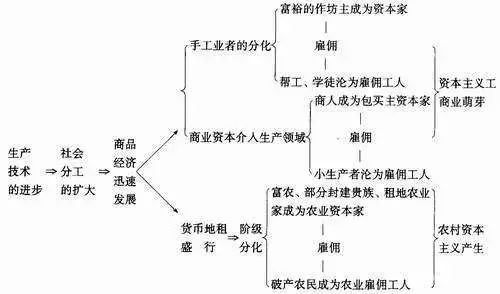 富裕的作坊主成为资本家
手工业者的分化
雇佣
帮工、学徒沦为雇佣工人
资本主义工
商业萌芽
商人成为包买主资本家
商业资本介入生产领域
雇佣
小生产者沦为雇佣工人
生产
技术
的进步
社会
分工
的扩大
商品
经济
迅速
发展
货币地租
盛 行
阶级
分化
富农、部分封建贵族、租地农业
家成为农业资本家
雇佣
破产农民成为农业雇佣工人
农村资本
主义产生